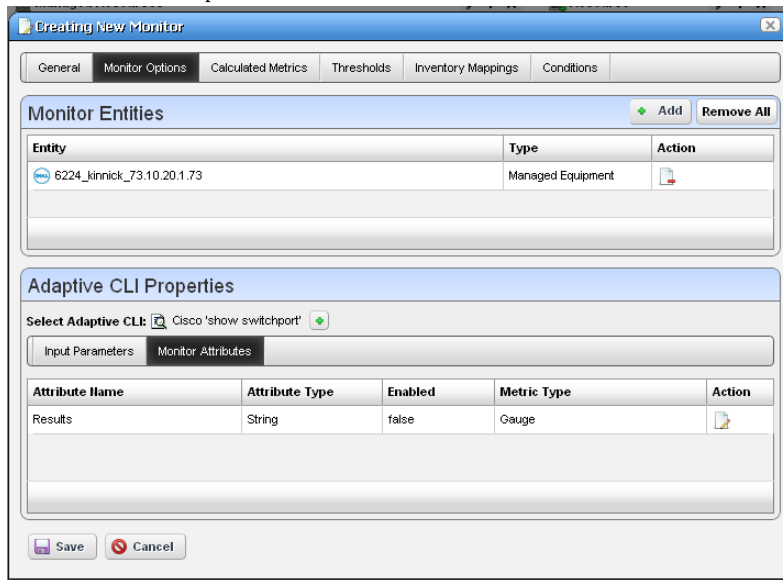 Creating New Monitor
General Monitor Options Calculated Metrics Thresholds Inventory Mappings Conditions
Monitor Entities Add Remove All
Entity Type Action
DELL 6224_kinnick_73.10.20.1.73 Managed Equipment
Adaptive CLI Properties
Select Adaptive CLI: Cisco 'show switchport'
Input Parameters Monitor Attributes
Attribute Name Attribute Type Enabled Metric Type Action
Results String false Gauge
Save Cancel